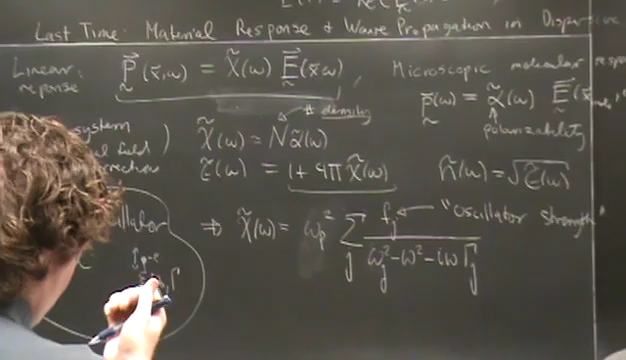 Last Time: Material Response & Wave Propagation in Dispersive
Linear response
P̃(x,ω) = χ̃(ω) Ẽ(x,ω)
Microscopic molecular
# density
p̃(ω) = α̃(ω) Ẽ(x
polarizability
system
χ̃(ω) = N α̃(ω)
field
ε̃(ω) = 1 + 4π χ̃(ω)
ñ(ω) = √ε̃(ω)
⇒ χ̃(ω) = ωp² Σj fj / (ωj² - ω² - iωΓj)
"oscillator strength"
-e
Γ